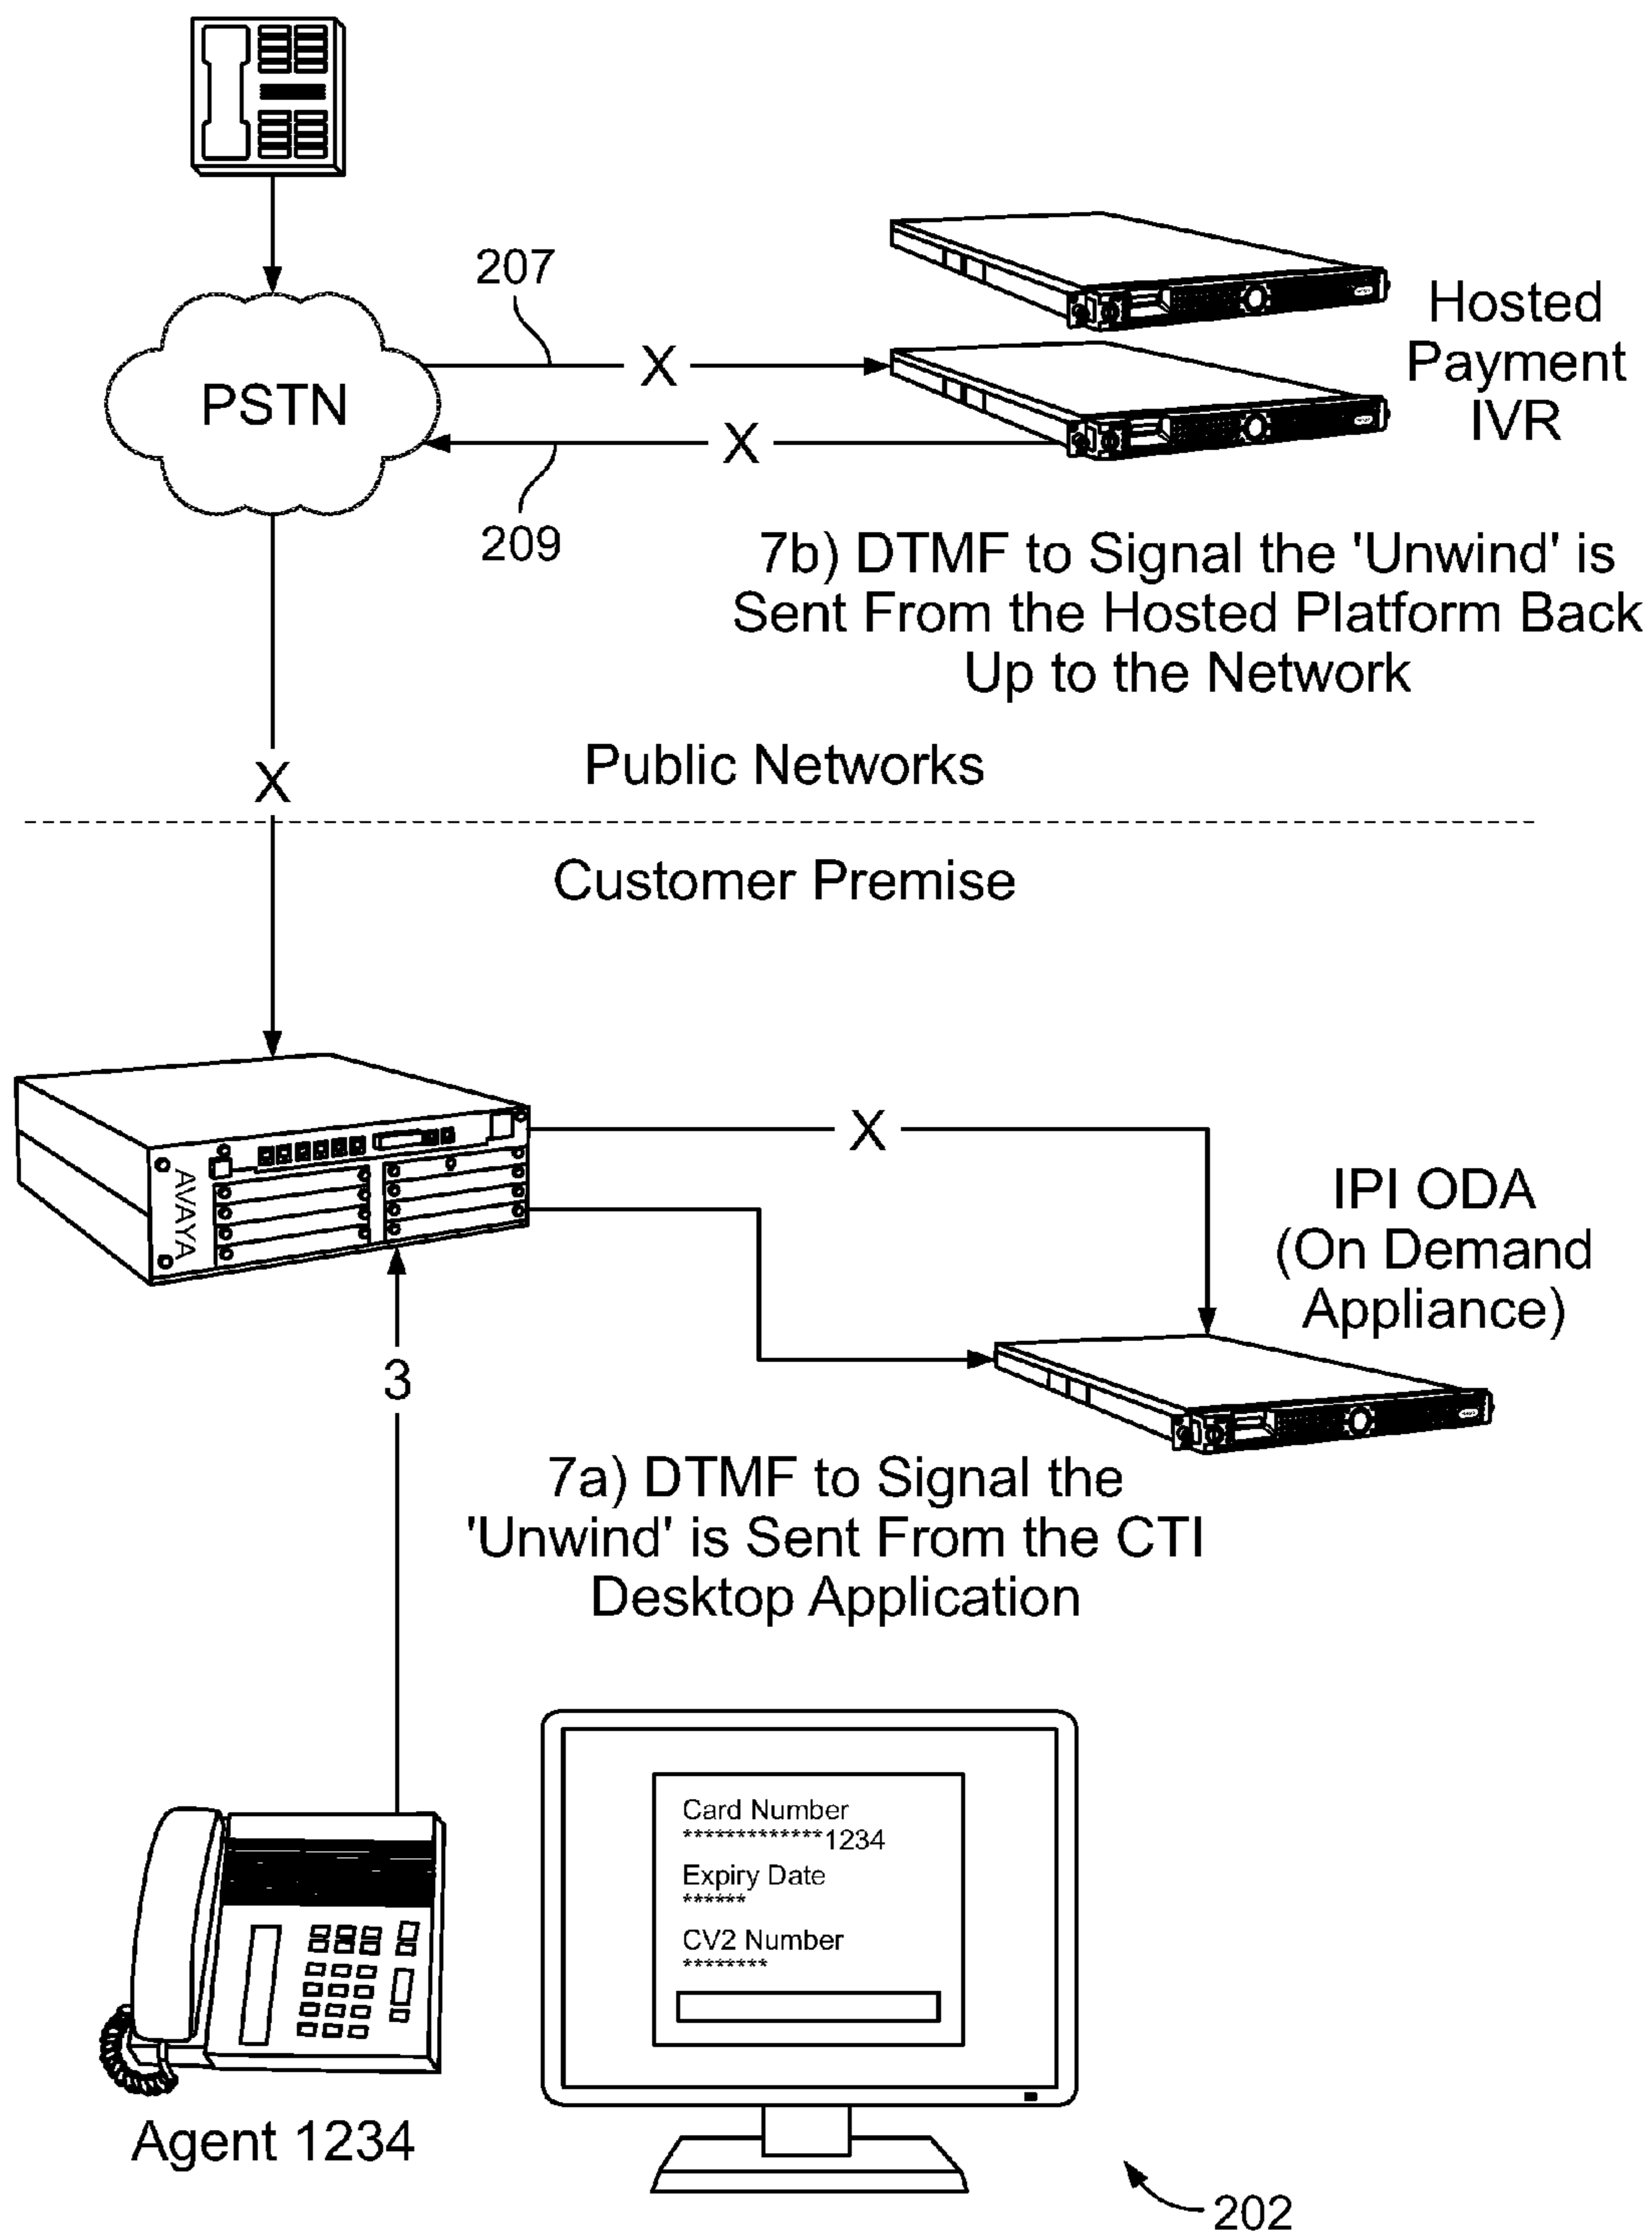 207
X
Hosted
Payment
IVR
PSTN
X
209
7b) DTMF to Signal the 'Unwind' is
Sent From the Hosted Platform Back
Up to the Network
Public Networks
X
Customer Premise
X
AVAYA
IPI ODA
(On Demand
Appliance)
3
7a) DTMF to Signal the
'Unwind' is Sent From the CTI
Desktop Application
Card Number
*************1234
Expiry Date
******
CV2 Number
********
Agent 1234
202